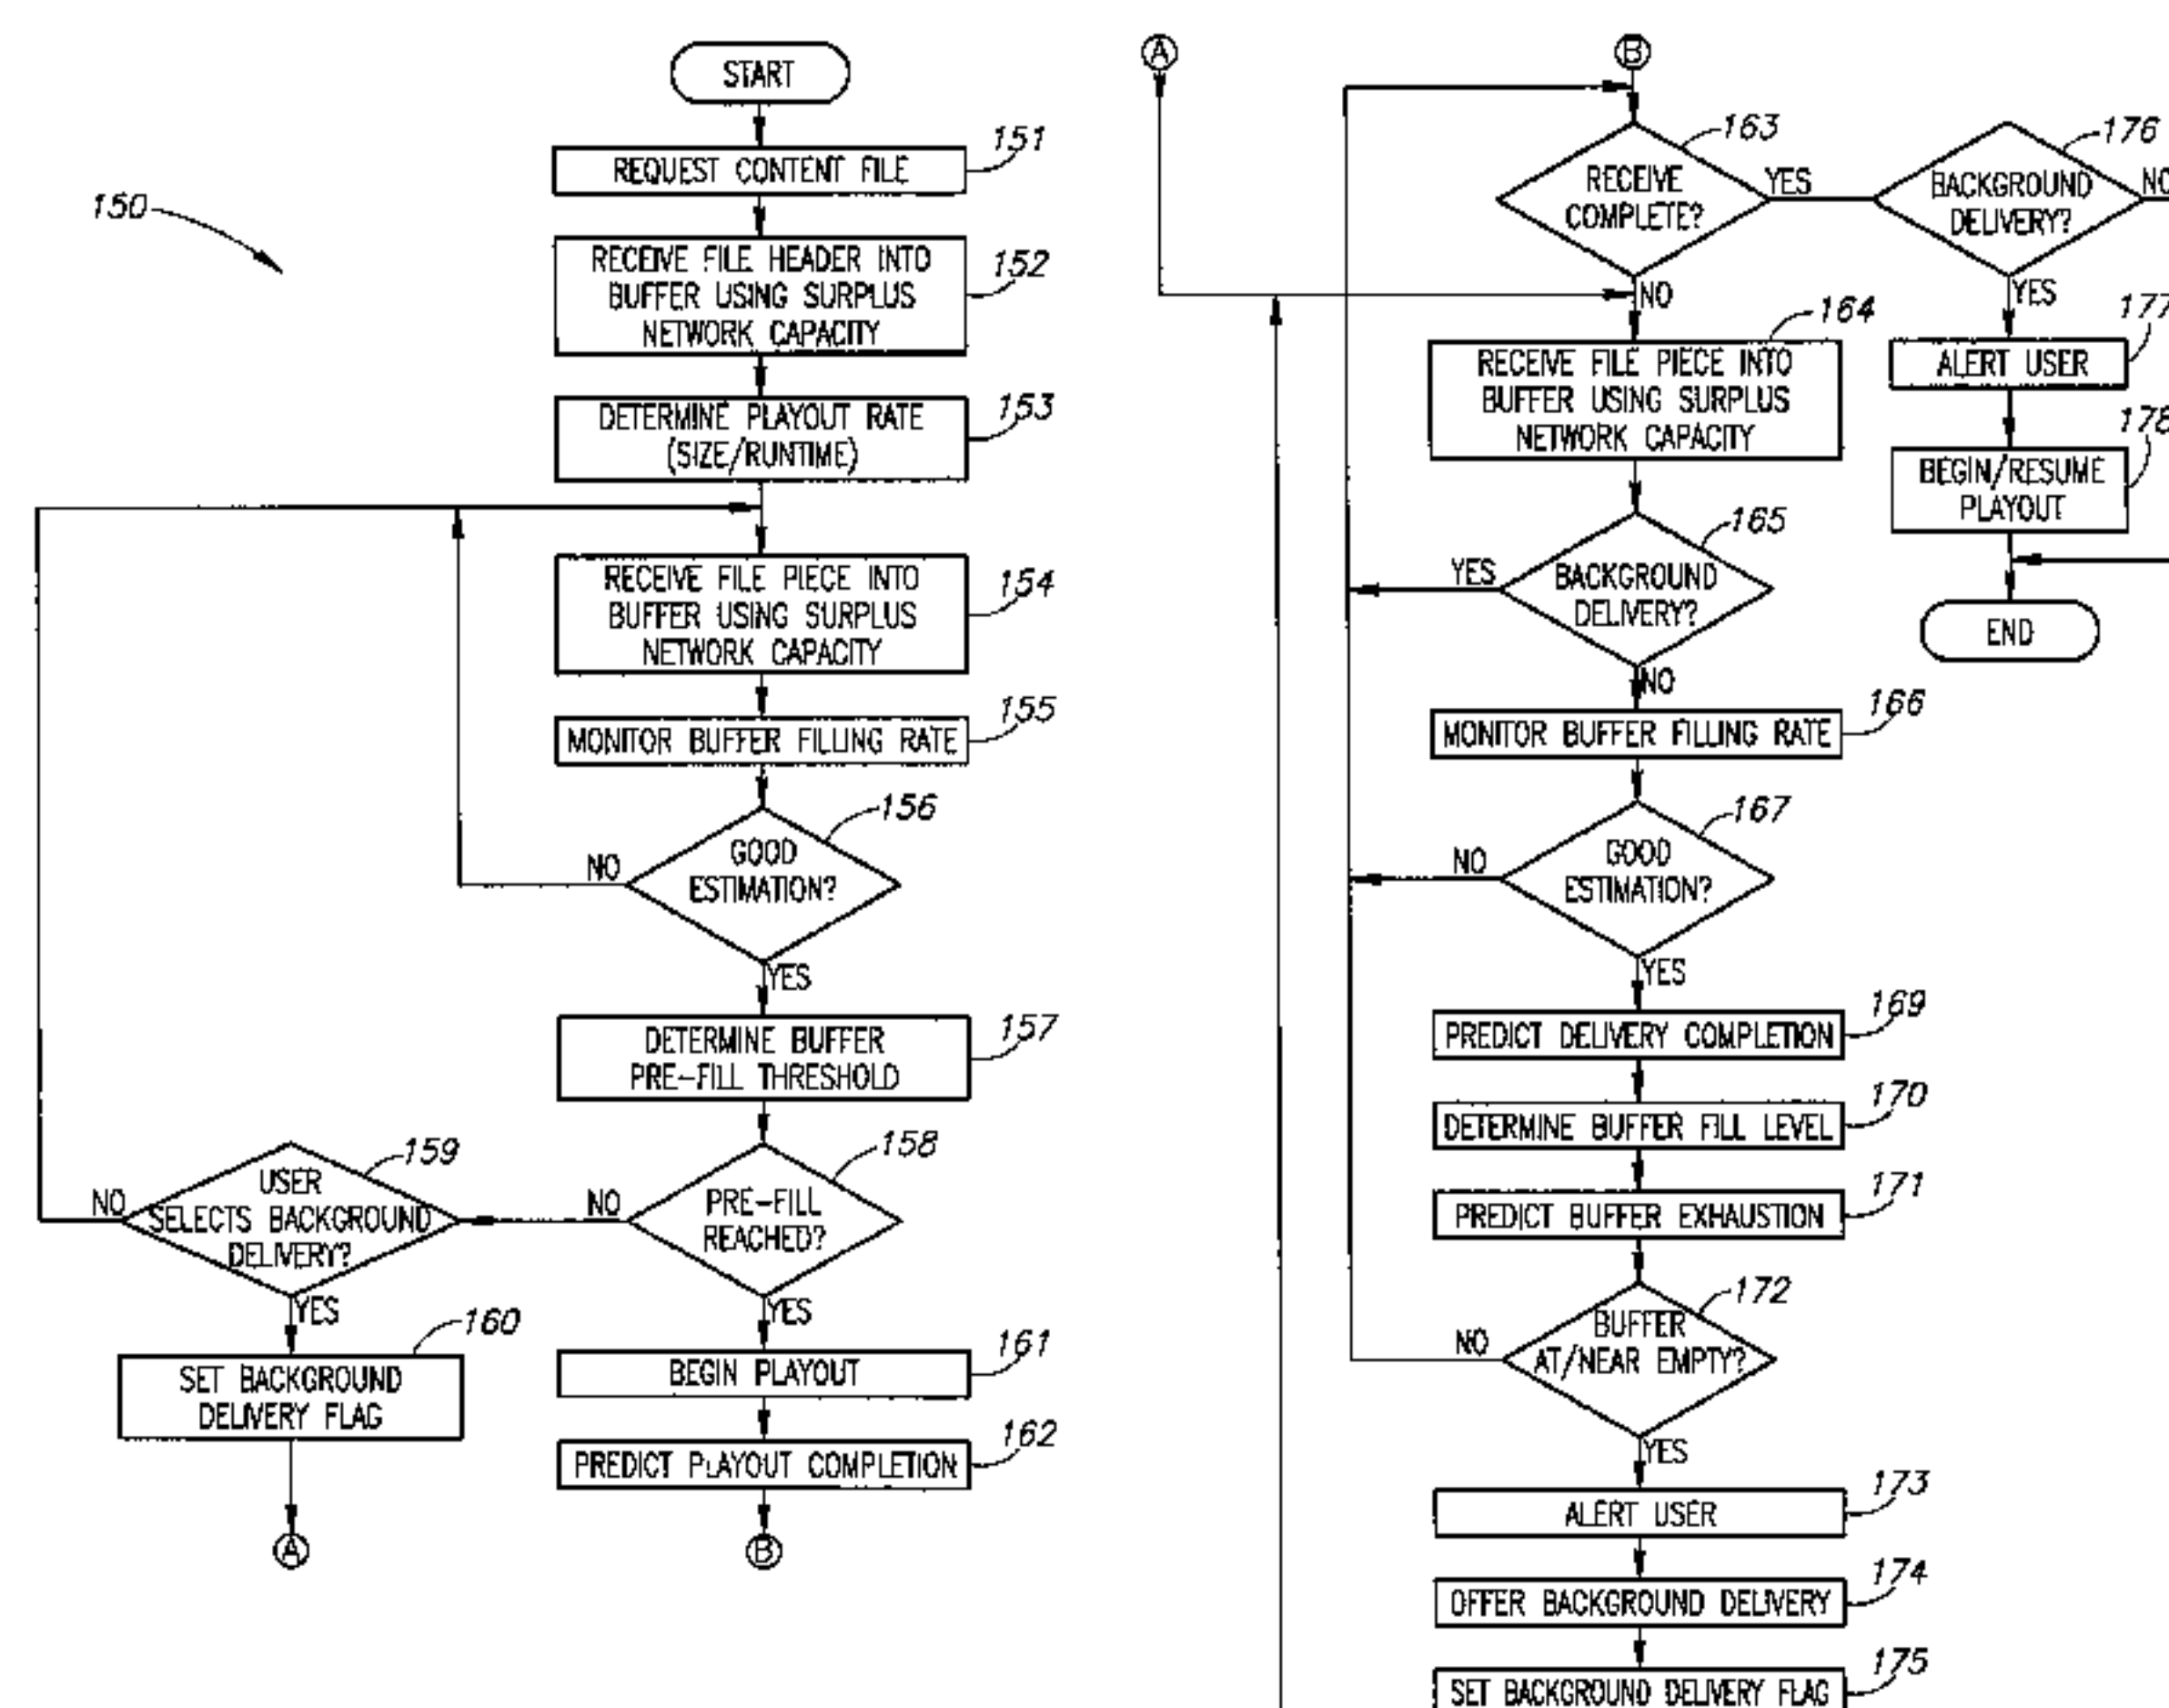 START
151
REQUEST CONTENT FILE
150
RECEIVE FILE HEADER INTO
BUFFER USING SURPLUS
NETWORK CAPACITY
152
DETERMINE PLAYOUT RATE
(SIZE/RUNTIME)
153
RECEIVE FILE PIECE INTO
BUFFER USING SURPLUS
NETWORK CAPACITY
154
MONITOR BUFFER FILLING RATE
155
156
GOOD
ESTIMATION?
NO
YES
DETERMINE BUFFER
PRE-FILL THRESHOLD
157
158
PRE-FILL
REACHED?
NO
YES
159
USER
SELECTS BACKGROUND
DELIVERY?
NO
YES
160
SET BACKGROUND
DELIVERY FLAG
A
BEGIN PLAYOUT
161
PREDICT PLAYOUT COMPLETION
162
B
A
B
163
RECEIVE
COMPLETE?
YES
NO
176
BACKGROUND
DELIVERY?
NO
YES
164
RECEIVE FILE PIECE INTO
BUFFER USING SURPLUS
NETWORK CAPACITY
177
ALERT USER
178
BEGIN/RESUME
PLAYOUT
END
165
BACKGROUND
DELIVERY?
YES
NO
MONITOR BUFFER FILLING RATE
166
167
GOOD
ESTIMATION?
NO
YES
PREDICT DELIVERY COMPLETION
169
DETERMINE BUFFER FILL LEVEL
170
PREDICT BUFFER EXHAUSTION
171
172
BUFFER
AT/NEAR EMPTY?
NO
YES
ALERT USER
173
OFFER BACKGROUND DELIVERY
174
SET BACKGROUND DELIVERY FLAG
175